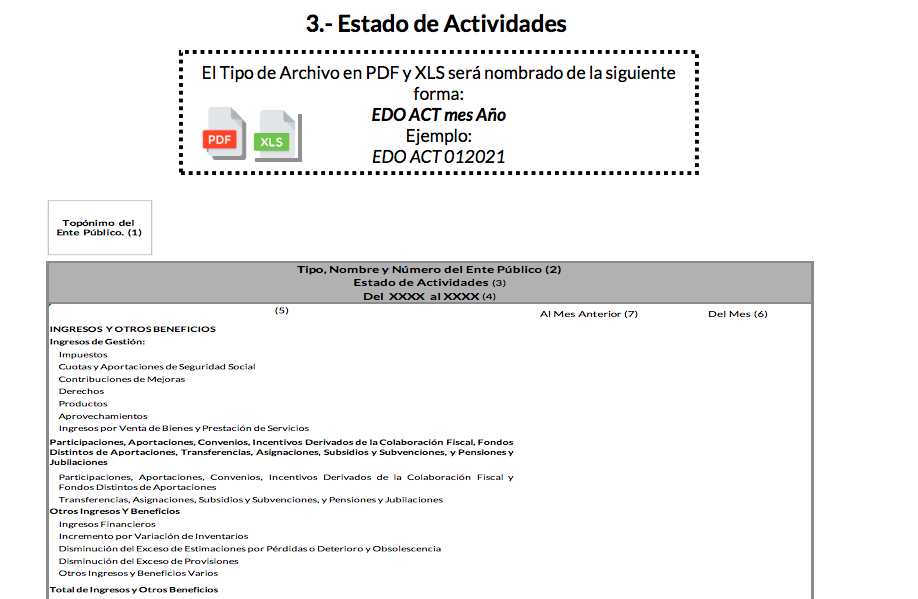 3.- Estado de Actividades
El Tipo de Archivo en PDF y XLS será nombrado de la siguiente
forma:
EDO ACT mes Año
Ejemplo:
EDO ACT 012021
PDF
XLS
Topónimo del
Ente Público. (1)
Tipo, Nombre y Número del Ente Público (2)
Estado de Actividades (3)
Del XXXX al XXXX (4)
(5) Al Mes Anterior (7) Del Mes (6)
INGRESOS Y OTROS BENEFICIOS
Ingresos de Gestión:
Impuestos
Cuotas y Aportaciones de Seguridad Social
Contribuciones de Mejoras
Derechos
Productos
Aprovechamientos
Ingresos por Venta de Bienes y Prestación de Servicios
Participaciones, Aportaciones, Convenios, Incentivos Derivados de la Colaboración Fiscal, Fondos
Distintos de Aportaciones, Transferencias, Asignaciones, Subsidios y Subvenciones, y Pensiones y
Jubilaciones
Participaciones, Aportaciones, Convenios, Incentivos Derivados de la Colaboración Fiscal y
Fondos Distintos de Aportaciones
Transferencias, Asignaciones, Subsidios y Subvenciones, y Pensiones y Jubilaciones
Otros Ingresos Y Beneficios
Ingresos Financieros
Incremento por Variación de Inventarios
Disminución del Exceso de Estimaciones por Pérdidas o Deterioro y Obsolescencia
Disminución del Exceso de Provisiones
Otros Ingresos y Beneficios Varios
Total de Ingresos y Otros Beneficios